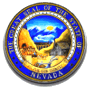 THE GREAT SEAL OF THE STATE OF
NEVADA